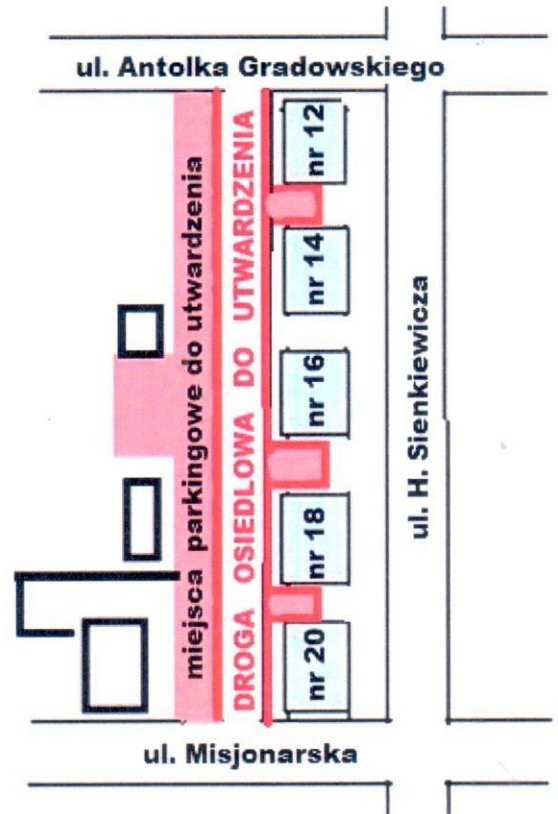 ul. Antolka Gradowskiego
miejsca parkingowe do utwardzenia
DROGA OSIEDLOWA DO UTWARDZENIA
nr 12
nr 14
nr 16
nr 18
nr 20
ul. H. Sienkiewicza
ul. Misjonarska